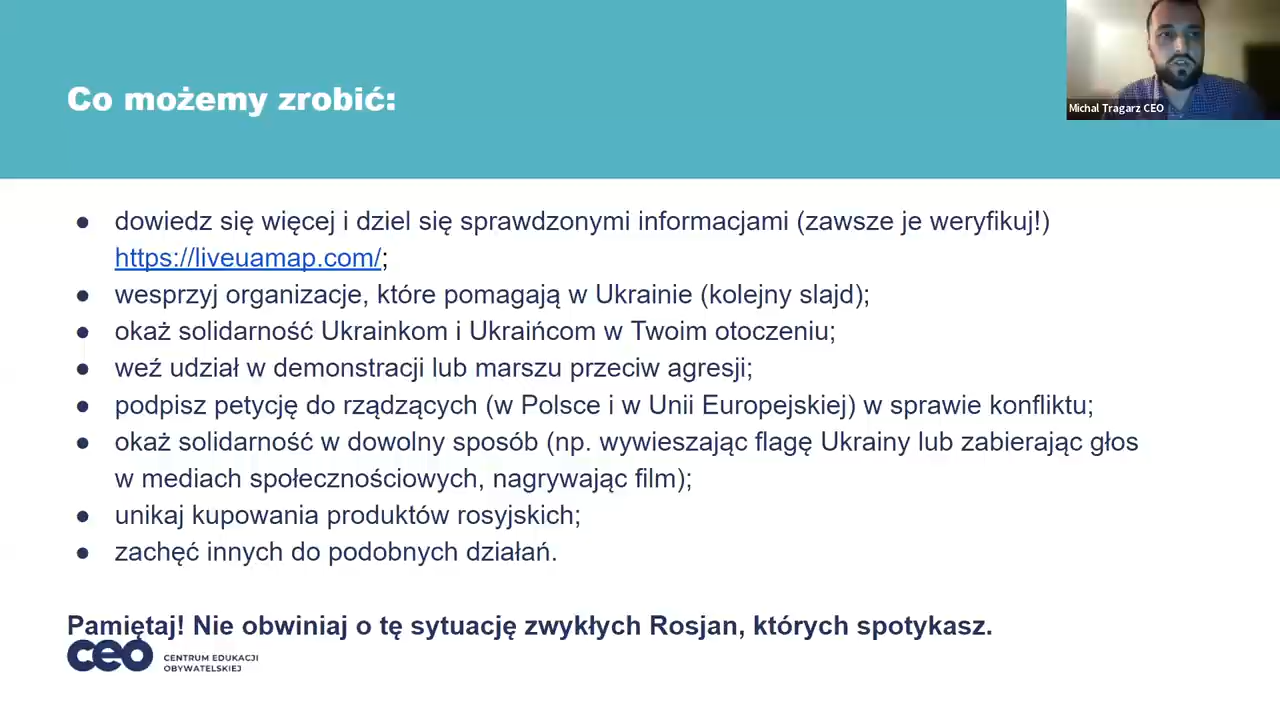 Co możemy zrobić:
Michal Tragarz CEO
● dowiedz się więcej i dziel się sprawdzonymi informacjami (zawsze je weryfikuj!)
https://liveuamap.com/;
● wesprzyj organizacje, które pomagają w Ukrainie (kolejny slajd);
● okaż solidarność Ukrainkom i Ukraińcom w Twoim otoczeniu;
● weź udział w demonstracji lub marszu przeciw agresji;
● podpisz petycję do rządzących (w Polsce i w Unii Europejskiej) w sprawie konfliktu;
● okaż solidarność w dowolny sposób (np. wywieszając flagę Ukrainy lub zabierając głos
w mediach społecznościowych, nagrywając film);
● unikaj kupowania produktów rosyjskich;
● zachęć innych do podobnych działań.
Pamiętaj! Nie obwiniaj o tę sytuację zwykłych Rosjan, których spotykasz.
ceo CENTRUM EDUKACJI
OBYWATELSKIEJ